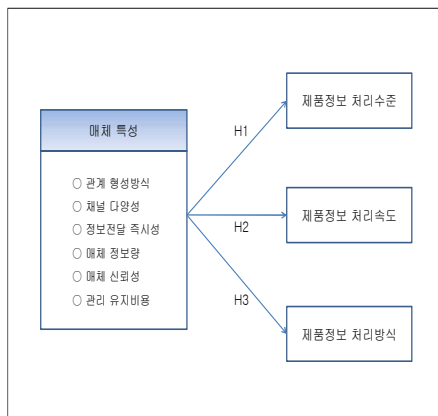 매체 특성
○ 관계 형성방식
○ 채널 다양성
○ 정보전달 즉시성
○ 매체 정보량
○ 매체 신뢰성
○ 관리 유지비용
H1
H2
H3
제품정보 처리수준
제품정보 처리속도
제품정보 처리방식